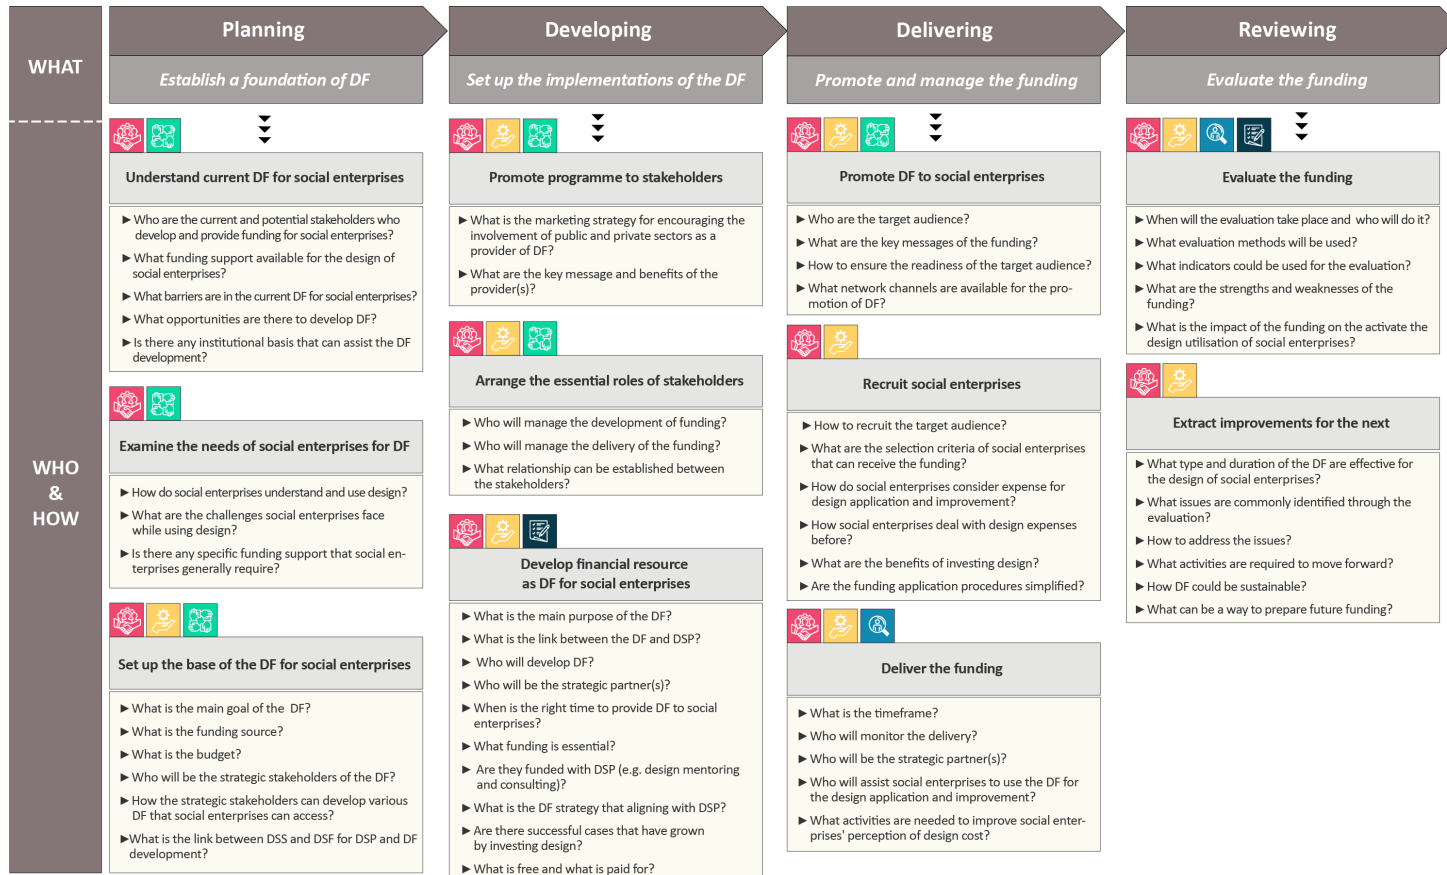 WHAT
WHO
&
HOW
Planning
Establish a foundation of DF
Understand current DF for social enterprises
Who are the current and potential stakeholders who
develop and provide funding for social enterprises?
What funding support available for the design of
social enterprises?
What barriers are in the current DF for social enterprises?
What opportunities are there to develop DF?
Is there any institutional basis that can assist the DF
development?
Examine the needs of social enterprises for DF
How do social enterprises understand and use design?
What are the challenges social enterprises face
while using design?
Is there any specific funding support that social en-
terprises generally require?
Set up the base of the DF for social enterprises
What is the main goal of the DF?
What is the funding source?
What is the budget?
Who will be the strategic stakeholders of the DF?
How the strategic stakeholders can develop various
DF that social enterprises can access?
What is the link between DSS and DSF for DSP and DF
development?
Developing
Set up the implementations of the DF
Promote programme to stakeholders
What is the marketing strategy for encouraging the
involvement of public and private sectors as a
provider of DF?
What are the key message and benefits of the
provider(s)?
Arrange the essential roles of stakeholders
Who will manage the development of funding?
Who will manage the delivery of the funding?
What relationship can be established between
the stakeholders?
Develop financial resource
as DF for social enterprises
What is the main purpose of the DF?
What is the link between the DF and DSP?
Who will develop DF?
Who will be the strategic partner(s)?
When is the right time to provide DF to social
enterprises?
What funding is essential?
Are they funded with DSP (e.g. design mentoring
and consulting)?
What is the DF strategy that aligning with DSP?
Are there successful cases that have grown
by investing design?
What is free and what is paid for?
Delivering
Promote and manage the funding
Promote DF to social enterprises
Who are the target audience?
What are the key messages of the funding?
How to ensure the readiness of the target audience?
What network channels are available for the pro-
motion of DF?
Recruit social enterprises
How to recruit the target audience?
What are the selection criteria of social enterprises
that can receive the funding?
How do social enterprises consider expense for
design application and improvement?
How social enterprises deal with design expenses
before?
What are the benefits of investing design?
Are the funding application procedures simplified?
Deliver the funding
What is the timeframe?
Who will monitor the delivery?
Who will be the strategic partner(s)?
Who will assist social enterprises to use the DF for
the design application and improvement?
What activities are needed to improve social enter-
prises' perception of design cost?
Reviewing
Evaluate the funding
Evaluate the funding
When will the evaluation take place and who will do it?
What evaluation methods will be used?
What indicators could be used for the evaluation?
What are the strengths and weaknesses of the
funding?
What is the impact of the funding on the activate the
design utilisation of social enterprises?
Extract improvements for the next
What type and duration of the DF are effective for
the design of social enterprises?
What issues are commonly identified through the
evaluation?
How to address the issues?
What activities are required to move forward?
How DF could be sustainable?
What can be a way to prepare future funding?